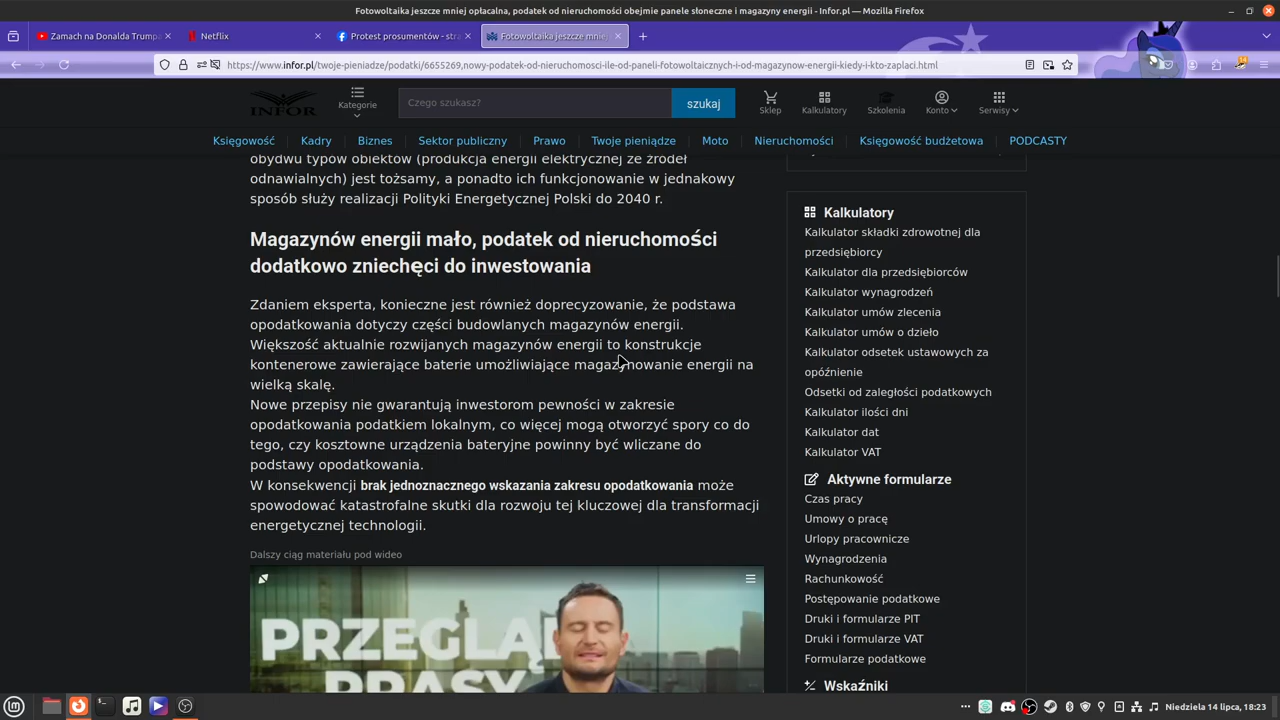 Fotowoltaika jeszcze mniej opłacalna, podatek od nieruchomości obejmie panele słoneczne i magazyny energii - Infor.pl — Mozilla Firefox
Zamach na Donalda Trumpa
Netflix
Protest prosumentów - stro
Fotowoltaika jeszcze mniej
https://www.infor.pl/twoje-pieniadze/podatki/6655269,nowy-podatek-od-nieruchomosci-ile-od-paneli-fotowoltaicznych-i-od-magazynow-energii-kiedy-i-kto-zaplaci.html
INFOR
Kategorie
Czego szukasz?
szukaj
Sklep
Kalkulatory
Szkolenia
Konto
Serwisy
Księgowość
Kadry
Biznes
Sektor publiczny
Prawo
Twoje pieniądze
Moto
Nieruchomości
Księgowość budżetowa
PODCASTY
obydwu typów obiektów (produkcja energii elektrycznej ze źródeł
odnawialnych) jest tożsamy, a ponadto ich funkcjonowanie w jednakowy
sposób służy realizacji Polityki Energetycznej Polski do 2040 r.
Magazynów energii mało, podatek od nieruchomości
dodatkowo zniechęci do inwestowania
Zdaniem eksperta, konieczne jest również doprecyzowanie, że podstawa
opodatkowania dotyczy części budowlanych magazynów energii.
Większość aktualnie rozwijanych magazynów energii to konstrukcje
kontenerowe zawierające baterie umożliwiające magazynowanie energii na
wielką skalę.
Nowe przepisy nie gwarantują inwestorom pewności w zakresie
opodatkowania podatkiem lokalnym, co więcej mogą otworzyć spory co do
tego, czy kosztowne urządzenia bateryjne powinny być wliczane do
podstawy opodatkowania.
W konsekwencji brak jednoznacznego wskazania zakresu opodatkowania może
spowodować katastrofalne skutki dla rozwoju tej kluczowej dla transformacji
energetycznej technologii.
Dalszy ciąg materiału pod wideo
PRZEGLĄD
PRASY
Kalkulatory
Kalkulator składki zdrowotnej dla
przedsiębiorcy
Kalkulator dla przedsiębiorców
Kalkulator wynagrodzeń
Kalkulator umów zlecenia
Kalkulator umów o dzieło
Kalkulator odsetek ustawowych za
opóźnienie
Odsetki od zaległości podatkowych
Kalkulator ilości dni
Kalkulator dat
Kalkulator VAT
Aktywne formularze
Czas pracy
Umowy o pracę
Urlopy pracownicze
Wynagrodzenia
Rachunkowość
Postępowanie podatkowe
Druki i formularze PIT
Druki i formularze VAT
Formularze podatkowe
Wskaźniki
Niedziela 14 lipca, 18:23